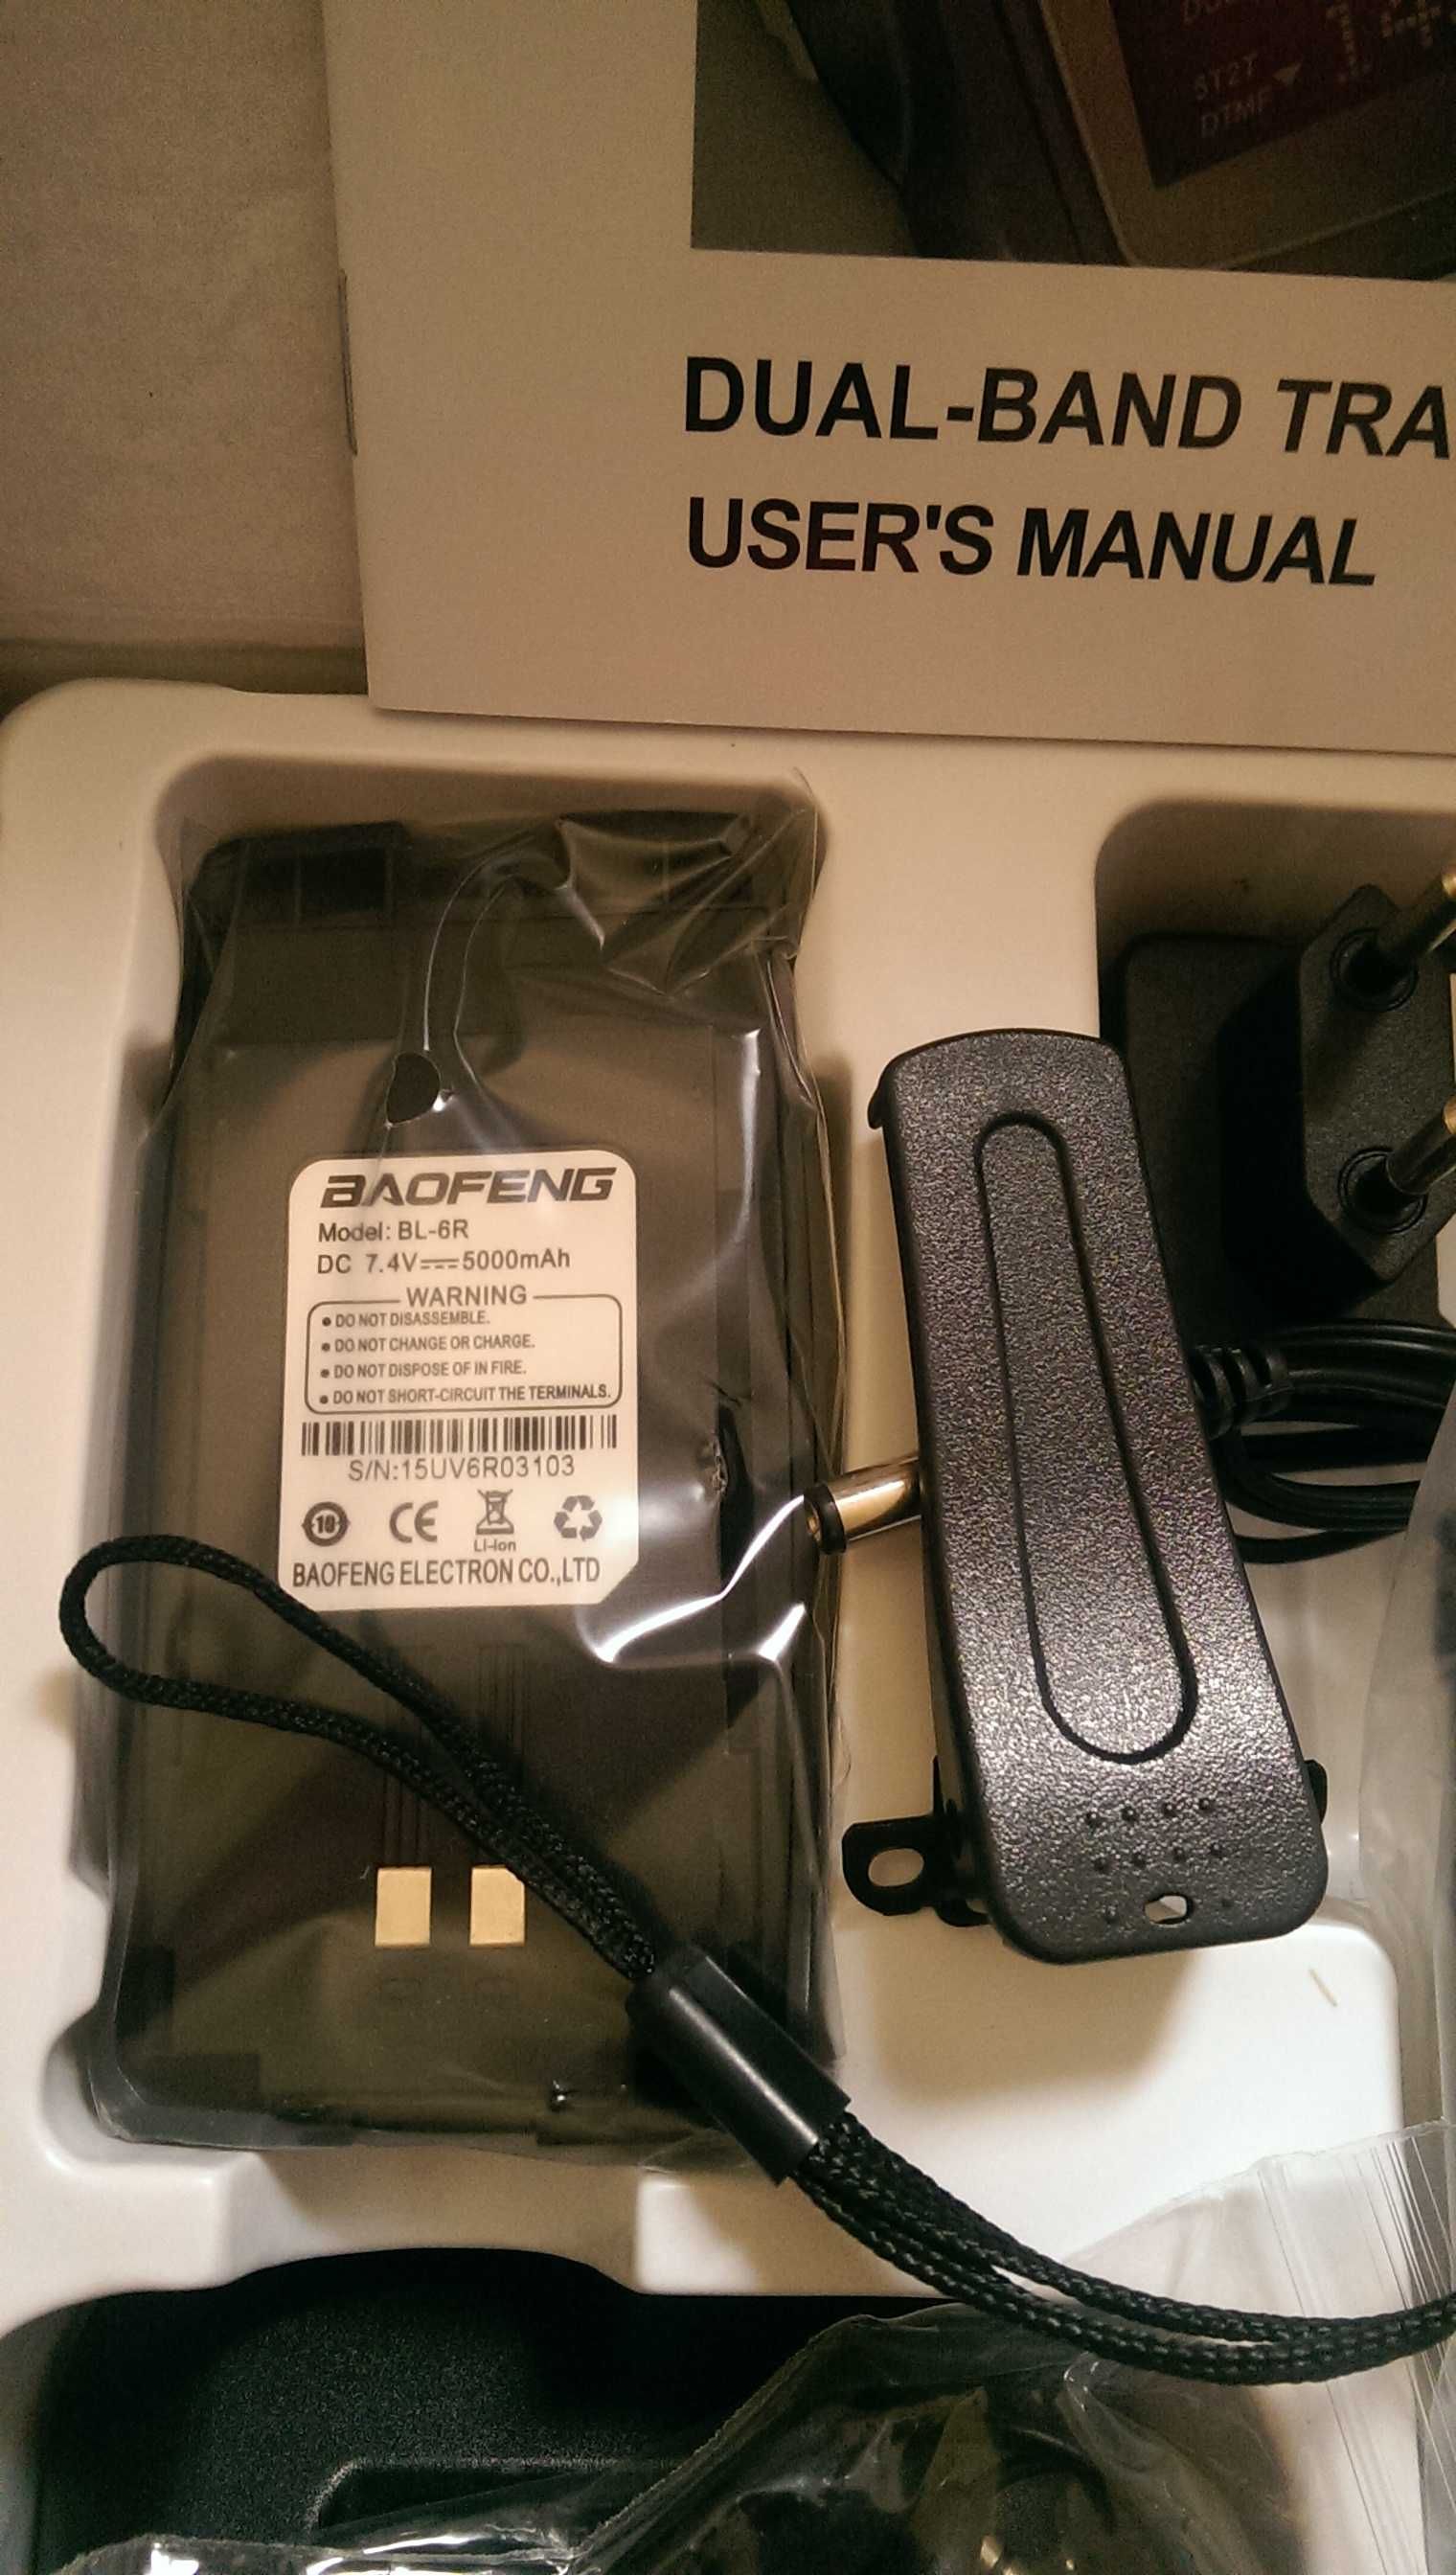 ST2T
DTMF
DUAL-BAND TRA
USER'S MANUAL
BAOFENG
Model: BL-6R
DC 7.4V⎓5000mAh
WARNING
● DO NOT DISASSEMBLE.
● DO NOT CHANGE OR CHARGE.
● DO NOT DISPOSE OF IN FIRE.
● DO NOT SHORT-CIRCUIT THE TERMINALS.
S/N:15UV6R03103
10 CE
Li-ion
BAOFENG ELECTRON CO.,LTD